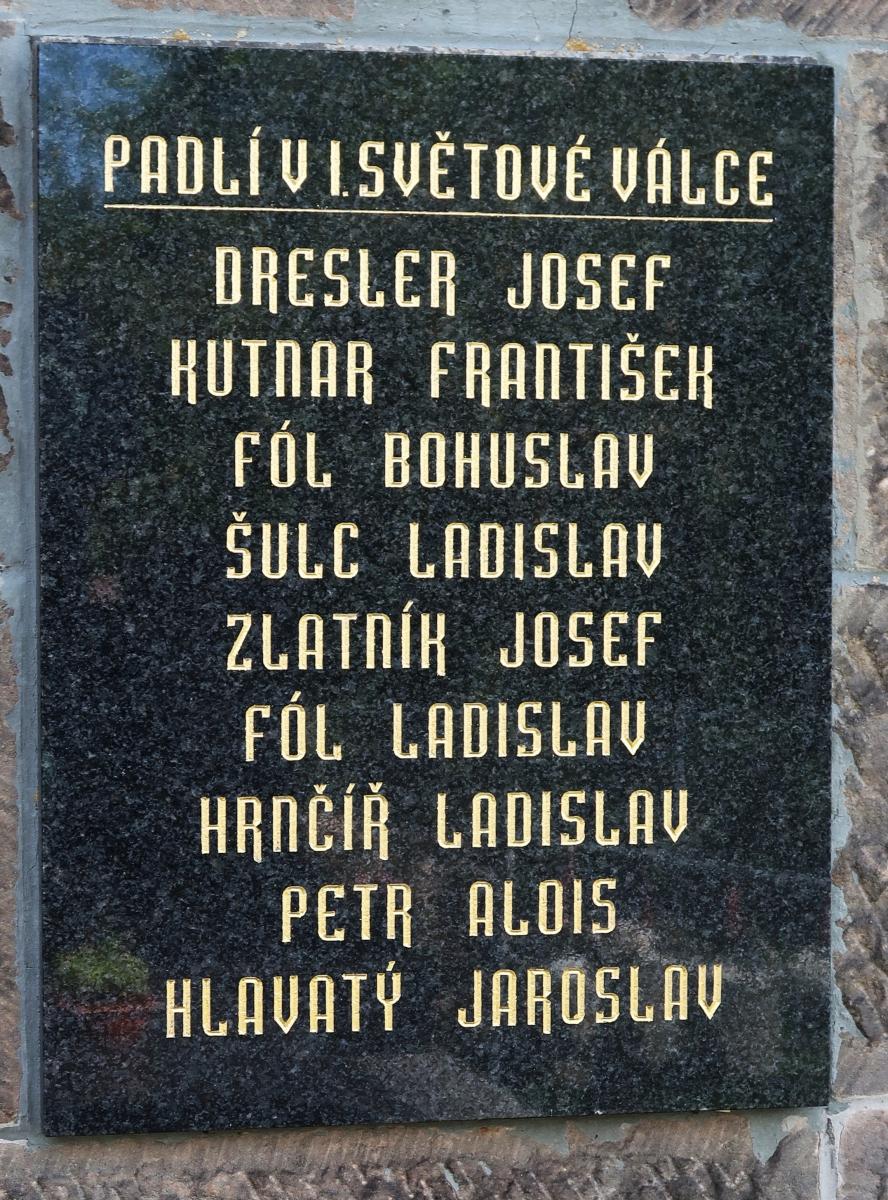 PADLÍ V I. SVĚTOVÉ VÁLCE
DRESLER JOSEF
KUTNAR FRANTIŠEK
FÓL BOHUSLAV
ŠULC LADISLAV
ZLATNÍK JOSEF
FÓL LADISLAV
HRNČÍŘ LADISLAV
PETR ALOIS
HLAVATÝ JAROSLAV